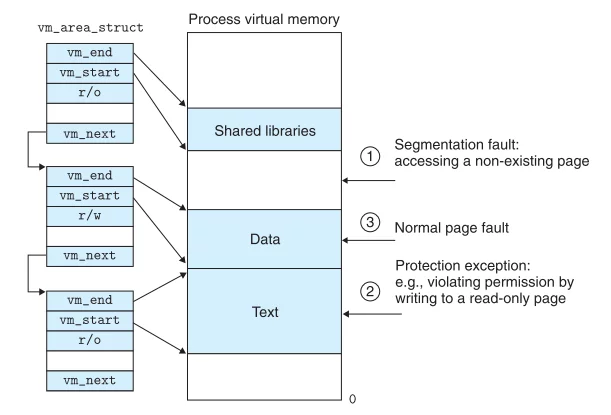 Process virtual memory
vm_area_struct
vm_end
vm_start
r/o
vm_next
vm_end
vm_start
r/w
vm_next
vm_end
vm_start
r/o
vm_next
Shared libraries
Data
Text
0
1
Segmentation fault:
accessing a non-existing page
3
Normal page fault
2
Protection exception:
e.g., violating permission by
writing to a read-only page